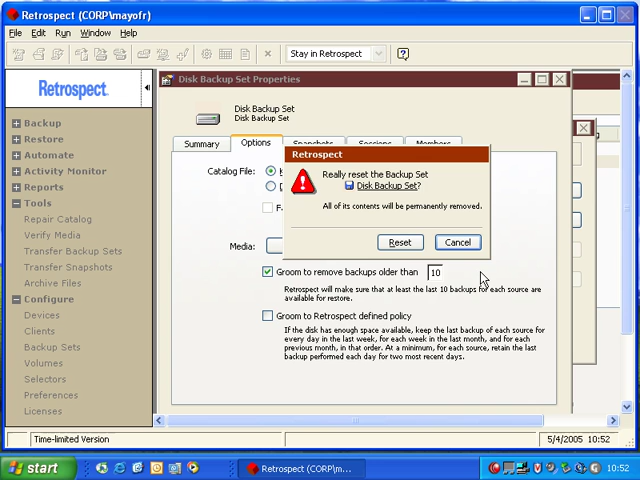 Retrospect (CORP\mayofr)
File Edit Run Window Help
Stay in Retrospect
Retrospect.
Backup
Restore
Automate
Activity Monitor
Reports
Tools
Repair Catalog
Verify Media
Transfer Backup Sets
Transfer Snapshots
Archive Files
Configure
Devices
Clients
Backup Sets
Volumes
Selectors
Preferences
Licenses
Disk Backup Set Properties
Disk Backup Set
Disk Backup Set
Summary Options Snapshots Sessions Members
Catalog File:
Media:
Retrospect
Really reset the Backup Set
Disk Backup Set?
All of its contents will be permanently removed.
Reset Cancel
Groom to remove backups older than 10
Retrospect will make sure that at least the last 10 backups for each source are
available for restore.
Groom to Retrospect defined policy
If the disk has enough space available, keep the last backup of each source for
every day in the last week, for each week in the last month, and for each
previous month, in that order. At a minimum, for each source, retain the last
backup performed each day for two most recent days.
Time-limited Version
5/4/2005 10:52
start
Retrospect (CORP\m...
10:52